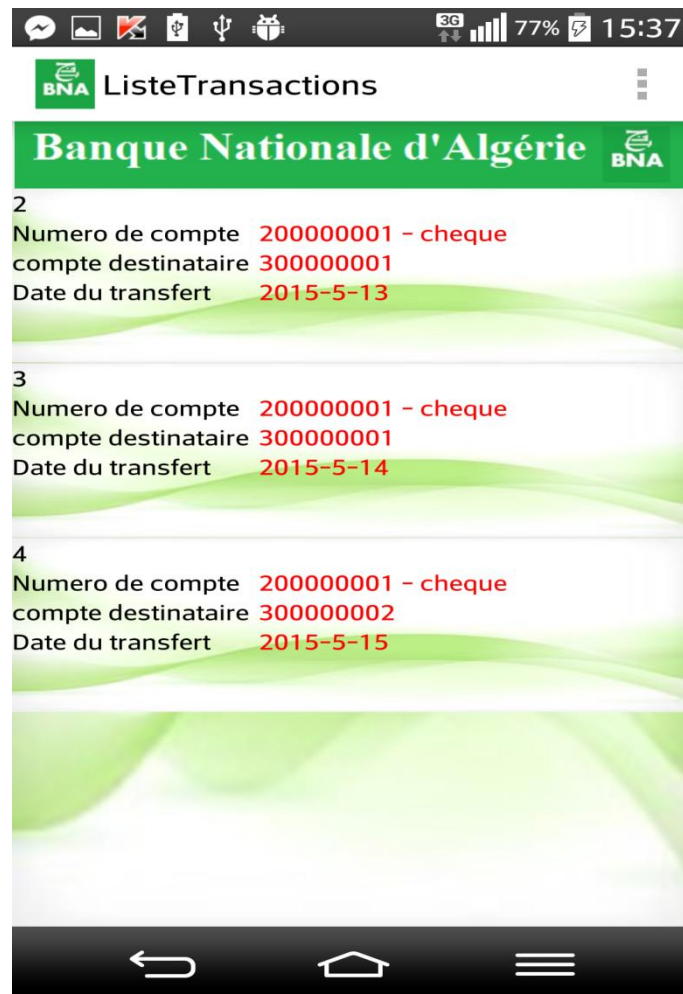 3G 77% 15:37
BNA ListeTransactions
Banque Nationale d'Algérie BNA
2
Numero de compte 200000001 - cheque
compte destinataire 300000001
Date du transfert 2015-5-13
3
Numero de compte 200000001 - cheque
compte destinataire 300000001
Date du transfert 2015-5-14
4
Numero de compte 200000001 - cheque
compte destinataire 300000002
Date du transfert 2015-5-15